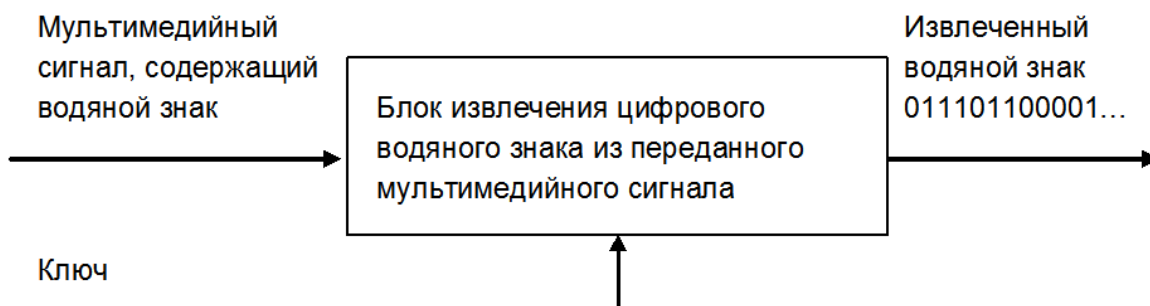 Мультимедийный
сигнал, содержащий
водяной знак
Блок извлечения цифрового
водяного знака из переданного
мультимедийного сигнала
Извлеченный
водяной знак
011101100001...
Ключ